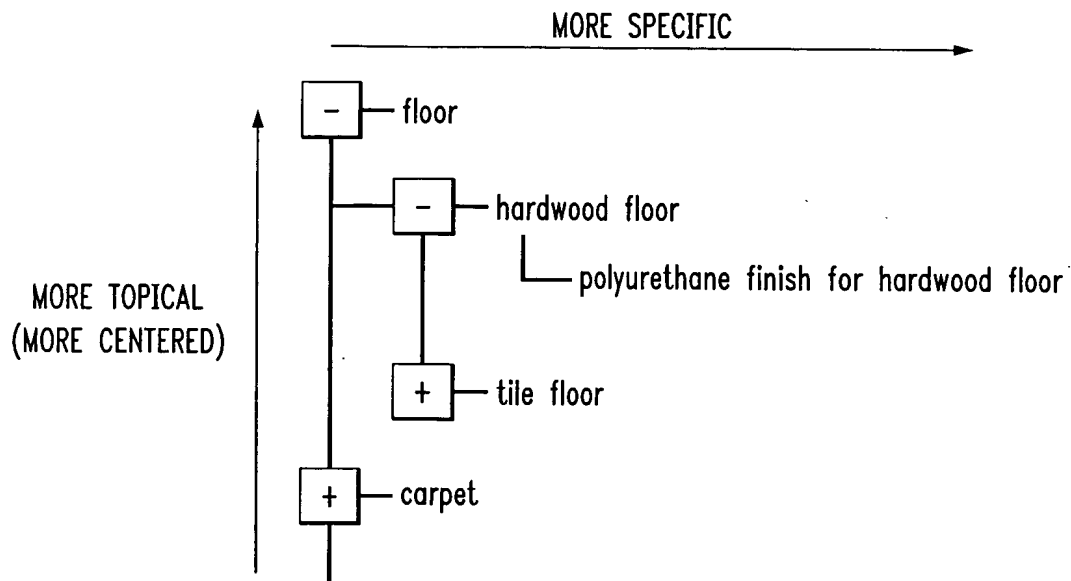 MORE SPECIFIC
- floor
- hardwood floor
polyurethane finish for hardwood floor
MORE TOPICAL
(MORE CENTERED)
+ tile floor
+ carpet